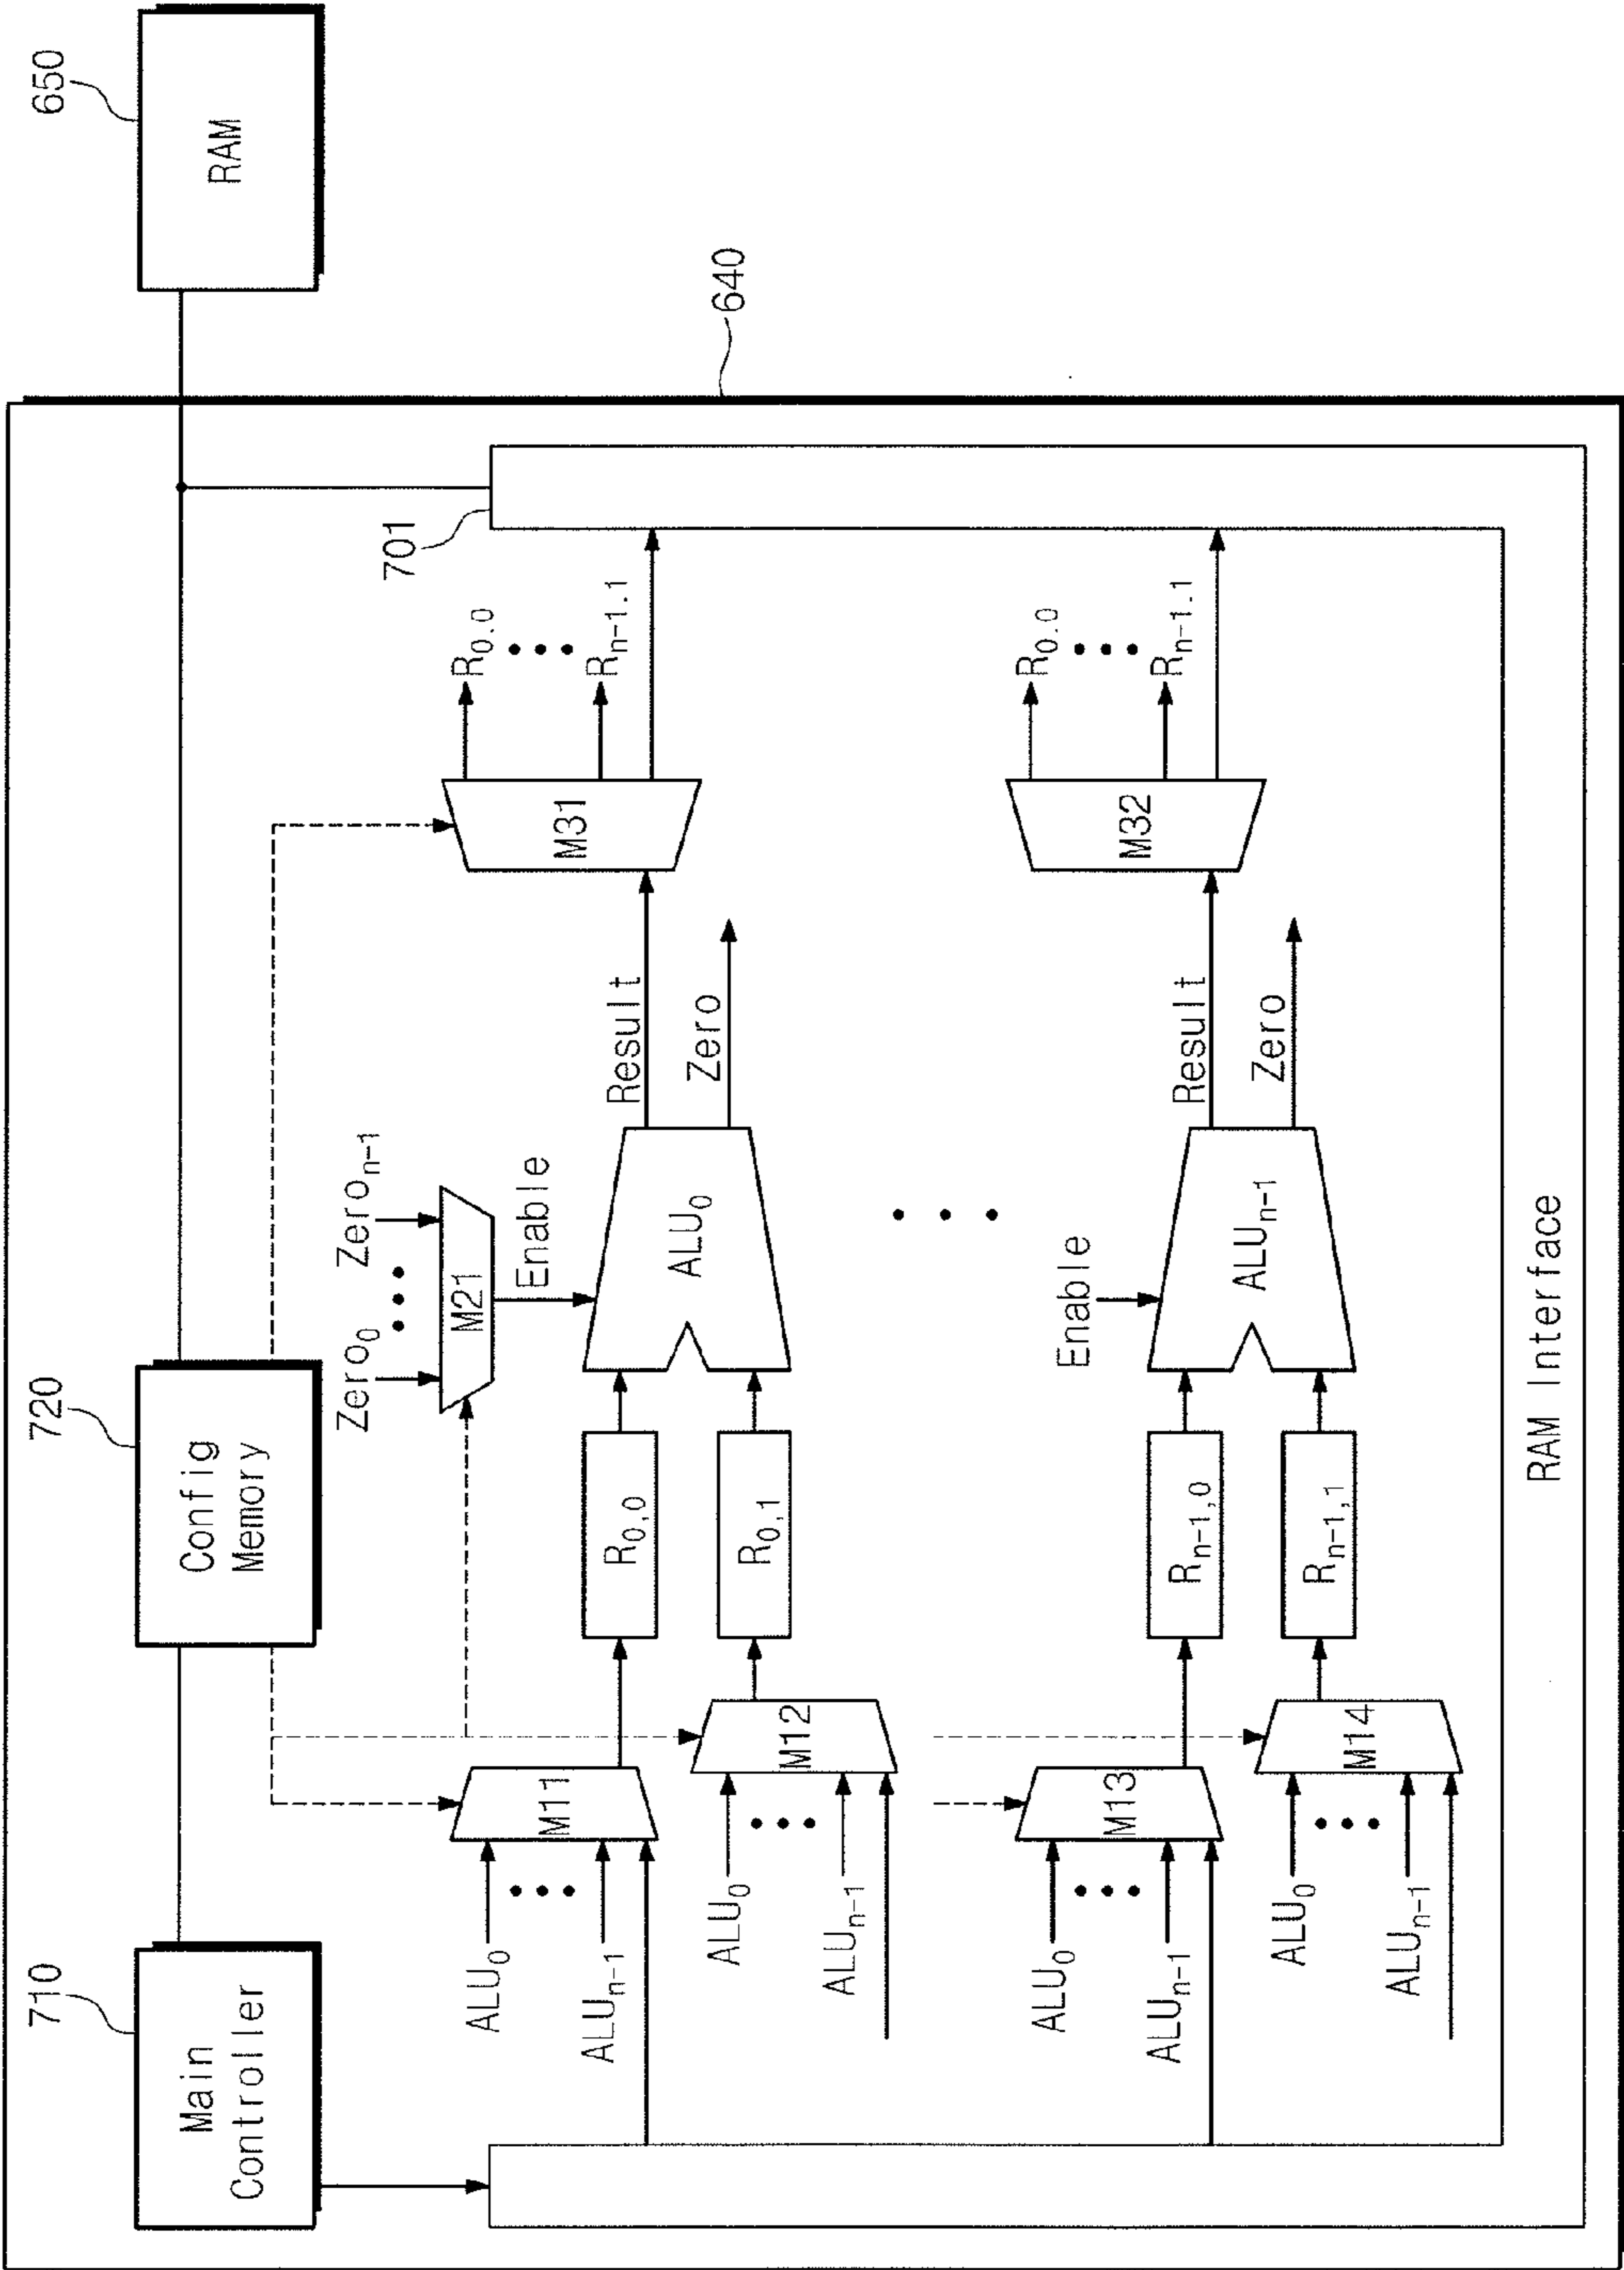 710
Main
Controller
720
Config
Memory
650
RAM
640
701
Zero0
Zeron-1
M21
Enable
ALU0
ALUn-1
M11
R0,0
ALU0
Result
M31
R0.0
Rn-1.1
ALU0
ALUn-1
M12
R0,1
Zero
ALU0
ALUn-1
M13
Rn-1,0
Enable
ALUn-1
Result
M32
R0.0
Rn-1.1
ALU0
ALUn-1
M14
Rn-1,1
Zero
RAM Interface